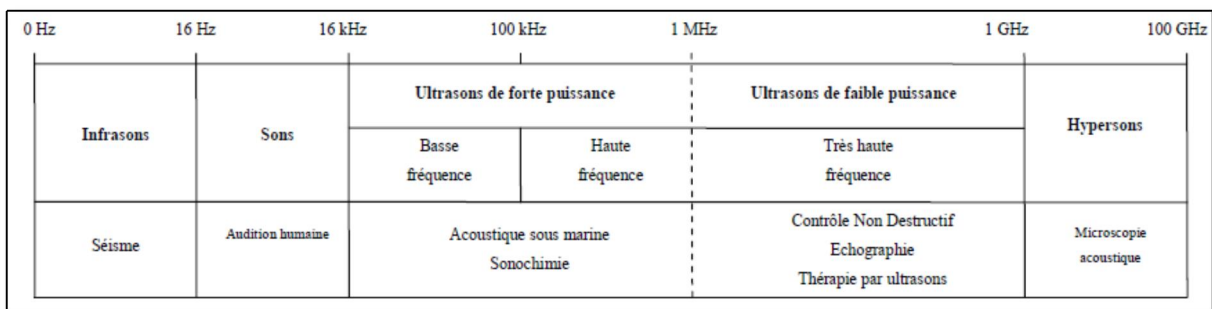 0 Hz 16 Hz 16 kHz 100 kHz 1 MHz 1 GHz 100 GHz
Infrasons
Sons
Ultrasons de forte puissance
Ultrasons de faible puissance
Hypersons
Basse
fréquence
Haute
fréquence
Très haute
fréquence
Séisme
Audition humaine
Acoustique sous marine
Sonochimie
Contrôle Non Destructif
Echographie
Thérapie par ultrasons
Microscopie
acoustique